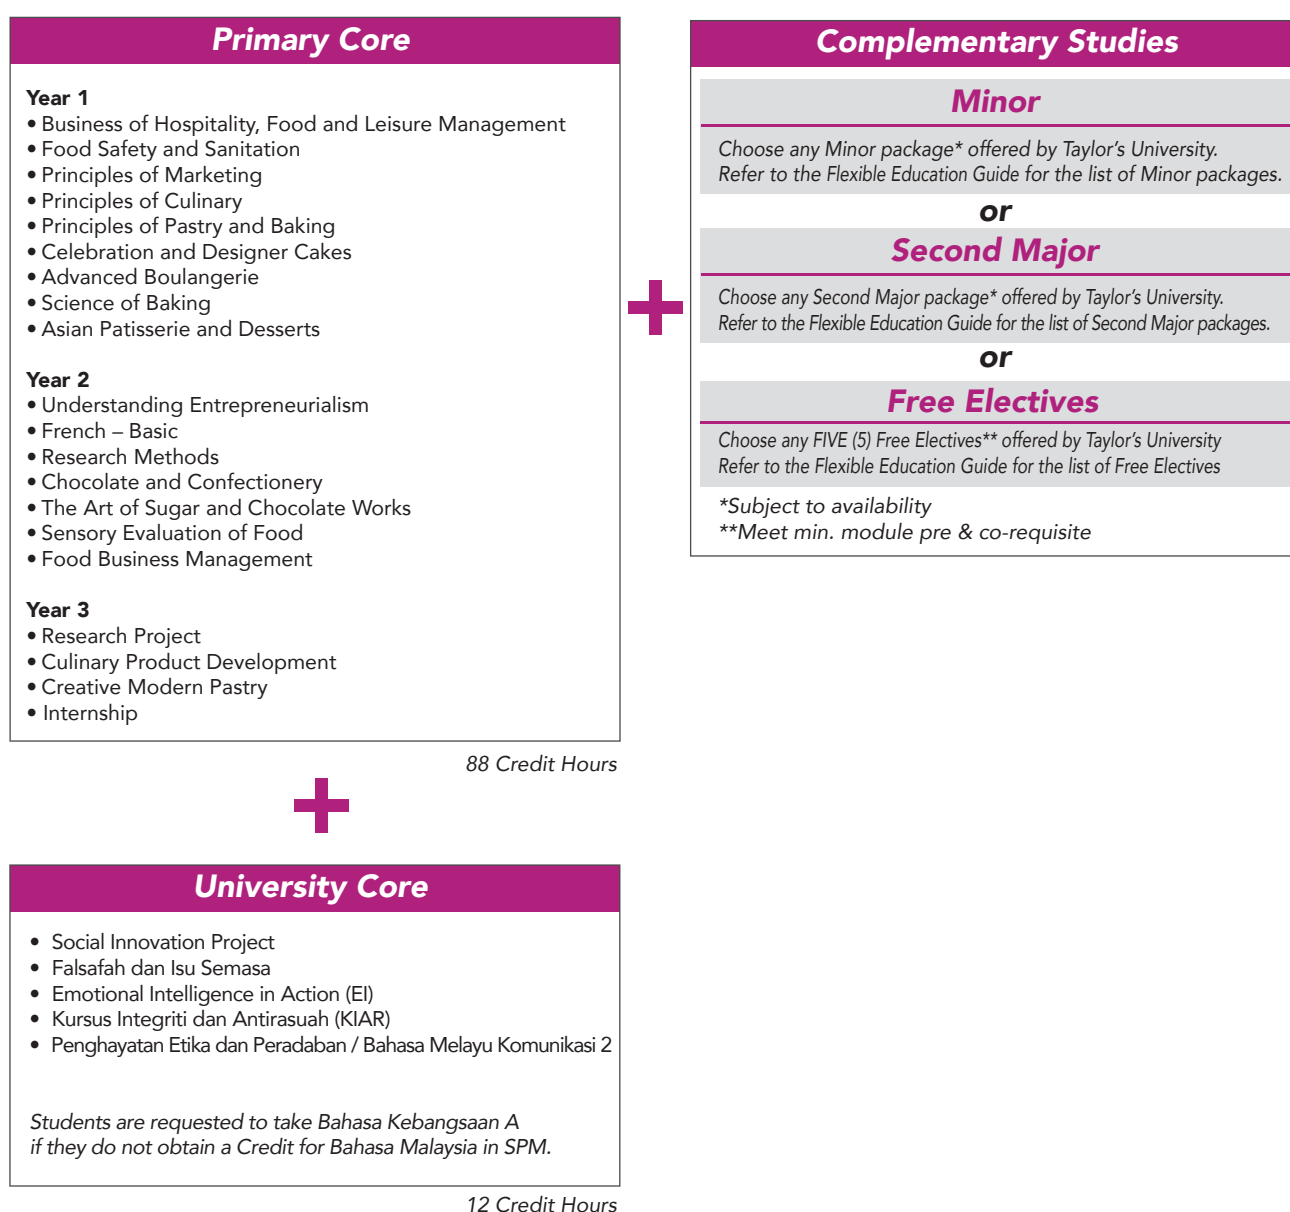 Primary Core
Year 1
• Business of Hospitality, Food and Leisure Management
• Food Safety and Sanitation
• Principles of Marketing
• Principles of Culinary
• Principles of Pastry and Baking
• Celebration and Designer Cakes
• Advanced Boulangerie
• Science of Baking
• Asian Patisserie and Desserts
Year 2
• Understanding Entrepreneurialism
• French – Basic
• Research Methods
• Chocolate and Confectionery
• The Art of Sugar and Chocolate Works
• Sensory Evaluation of Food
• Food Business Management
Year 3
• Research Project
• Culinary Product Development
• Creative Modern Pastry
• Internship
88 Credit Hours
+
University Core
• Social Innovation Project
• Falsafah dan Isu Semasa
• Emotional Intelligence in Action (EI)
• Kursus Integriti dan Antirasuah (KIAR)
• Penghayatan Etika dan Peradaban / Bahasa Melayu Komunikasi 2
Students are requested to take Bahasa Kebangsaan A
if they do not obtain a Credit for Bahasa Malaysia in SPM.
12 Credit Hours
+
Complementary Studies
Minor
Choose any Minor package* offered by Taylor's University.
Refer to the Flexible Education Guide for the list of Minor packages.
or
Second Major
Choose any Second Major package* offered by Taylor's University.
Refer to the Flexible Education Guide for the list of Second Major packages.
or
Free Electives
Choose any FIVE (5) Free Electives** offered by Taylor's University
Refer to the Flexible Education Guide for the list of Free Electives
*Subject to availability
**Meet min. module pre & co-requisite